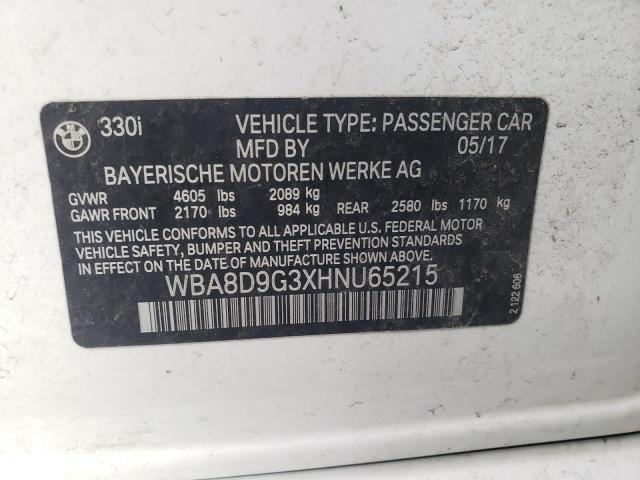 330i VEHICLE TYPE: PASSENGER CAR
MFD BY 05/17
BAYERISCHE MOTOREN WERKE AG
GVWR 4605 lbs 2089 kg
GAWR FRONT 2170 lbs 984 kg REAR 2580 lbs 1170 kg
THIS VEHICLE CONFORMS TO ALL APPLICABLE U.S. FEDERAL MOTOR
VEHICLE SAFETY, BUMPER AND THEFT PREVENTION STANDARDS
IN EFFECT ON THE DATE OF MANUFACTURE SHOWN ABOVE.
WBA8D9G3XHNU65215
2 122 606